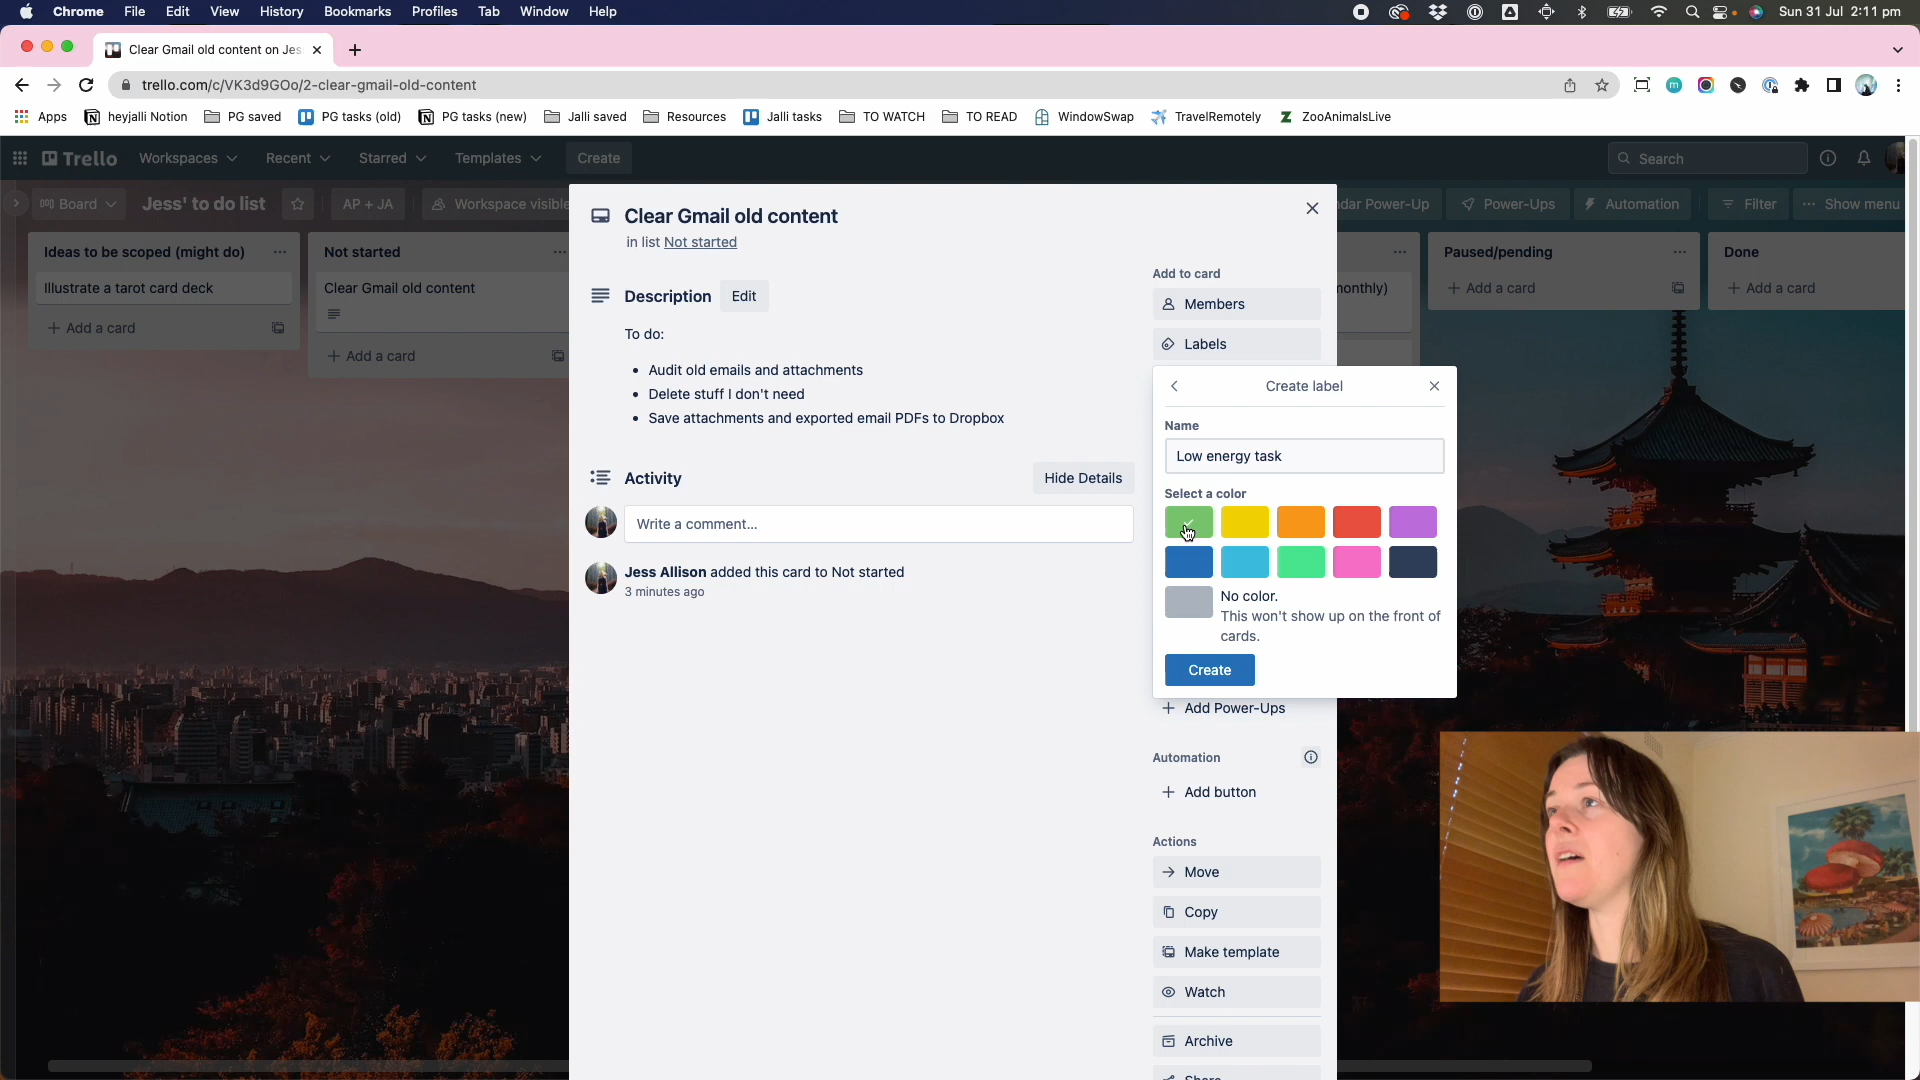 Chrome File Edit View History Bookmarks Profiles Tab Window Help
Sun 31 Jul 2:11 pm
Clear Gmail old content on Jes
trello.com/c/VK3d9GOo/2-clear-gmail-old-content
Apps heyjalli Notion PG saved PG tasks (old) PG tasks (new) Jalli saved Resources Jalli tasks TO WATCH TO READ WindowSwap TravelRemotely ZooAnimalsLive
Trello Workspaces Recent Starred Templates Create Search
Board Jess' to do list AP + JA Workspace visible
ndar Power-Up Power-Ups Automation Filter Show menu
Ideas to be scoped (might do)
Illustrate a tarot card deck
Add a card
Not started
Clear Gmail old content
Add a card
Clear Gmail old content
in list Not started
Description Edit
To do:
• Audit old emails and attachments
• Delete stuff I don't need
• Save attachments and exported email PDFs to Dropbox
Activity Hide Details
Write a comment...
Jess Allison added this card to Not started
3 minutes ago
Add to card
Members
Labels
Create label
Name
Low energy task
Select a color
No color.
This won't show up on the front of
cards.
Create
Add Power-Ups
Automation
Add button
Actions
Move
Copy
Make template
Watch
Archive
Share
onthly)
Paused/pending
Add a card
Done
Add a card